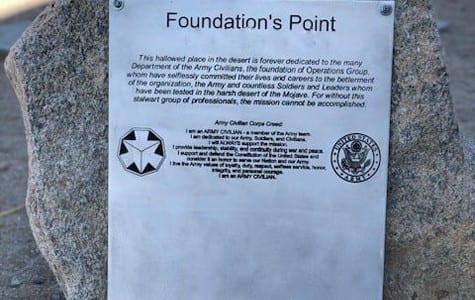 Foundation's Point
This hallowed place in the desert is forever dedicated to the many
Department of the Army Civilians, the foundation of Operations Group,
whom have selflessly committed their lives and careers to the betterment
of the organization, the Army and countless Soldiers and Leaders whom
have been tested in the harsh desert of the Mojave. For without this
stalwart group of professionals, the mission cannot be accomplished.
Army Civilian Corps Creed:
I am an ARMY CIVILIAN - a member of the Army team.
I am dedicated to our Army, Soldiers, and Civilians.
I will ALWAYS support the mission.
I provide leadership, stability, and continuity during war and peace.
I support and defend the Constitution of the United States and
consider it an honor to serve our Nation and our Army.
I live the Army values of loyalty, duty, respect, selfless service, honor,
integrity, and personal courage.
I am an ARMY CIVILIAN.
UNITED STATES
ARMY